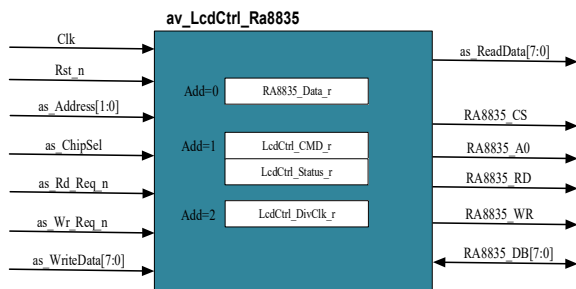 av_LcdCtrl_Ra8835
Clk
Rst_n
as_Address[1:0]
as_ChipSel
as_Rd_Req_n
as_Wr_Req_n
as_WriteData[7:0]
Add=0
RA8835_Data_r
Add=1
LcdCtrl_CMD_r
LcdCtrl_Status_r
Add=2
LcdCtrl_DivClk_r
as_ReadData[7:0]
RA8835_CS
RA8835_A0
RA8835_RD
RA8835_WR
RA8835_DB[7:0]